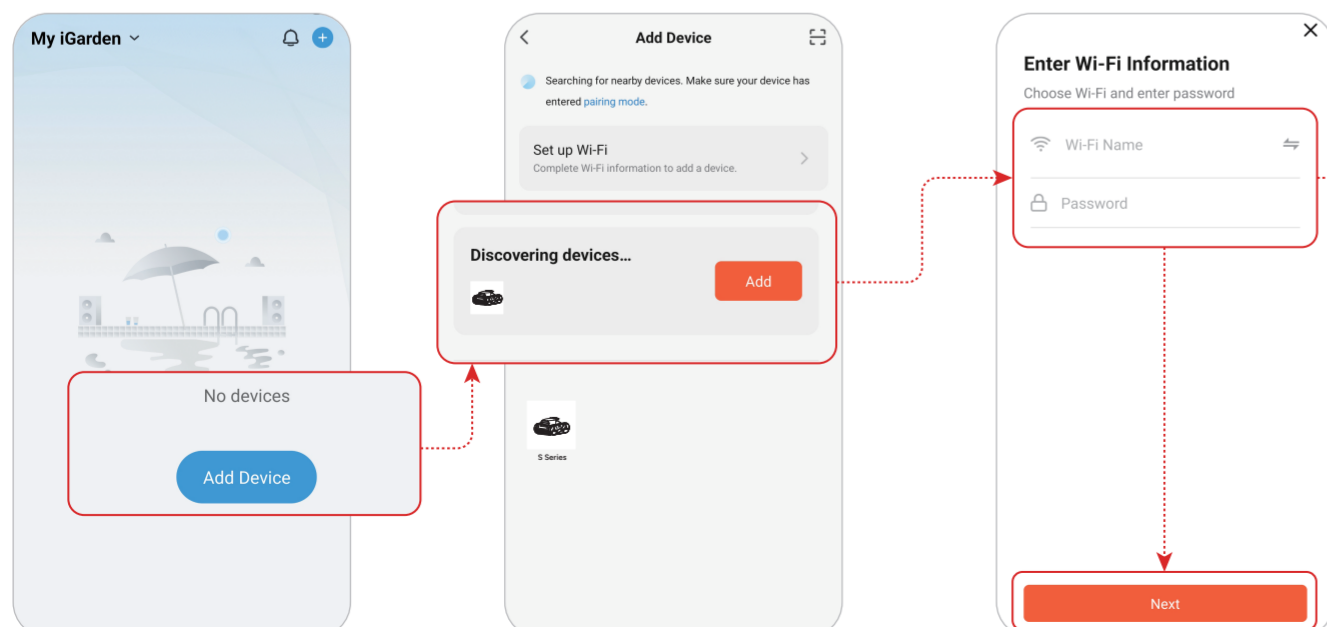 My iGarden
No devices
Add Device
Add Device
Searching for nearby devices. Make sure your device has
entered pairing mode.
Set up Wi-Fi
Complete Wi-Fi information to add a device.
Discovering devices...
Add
S Series
Enter Wi-Fi Information
Choose Wi-Fi and enter password
Wi-Fi Name
Password
Next